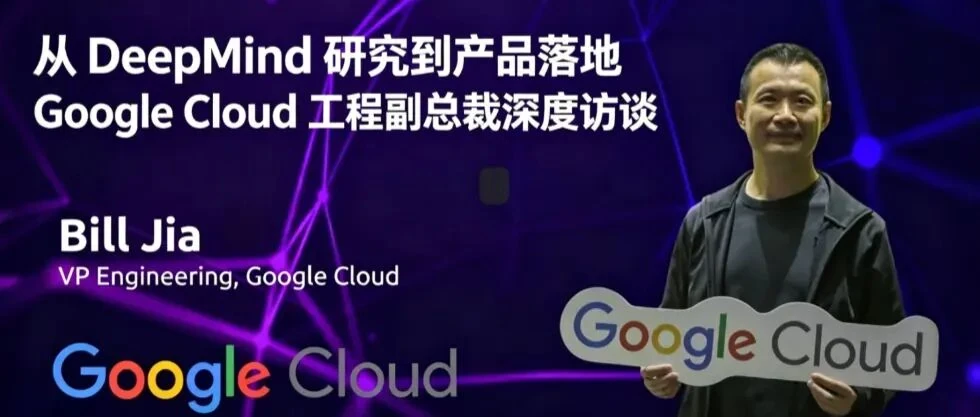 从 DeepMind 研究到产品落地
Google Cloud 工程副总裁深度访谈
Bill Jia
VP Engineering, Google Cloud
Google Cloud
Google Cloud